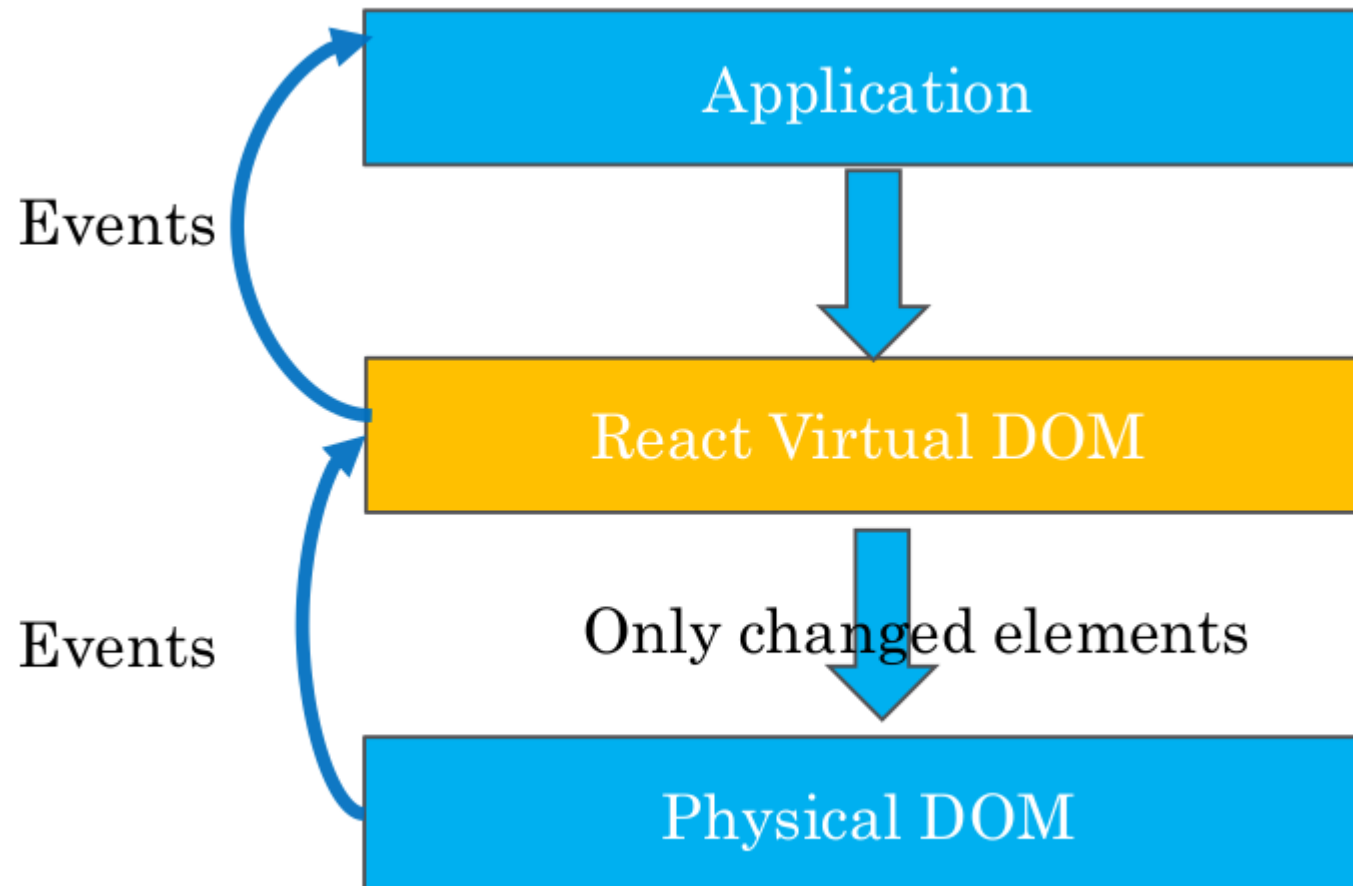 Application
Events
React Virtual DOM
Only changed elements
Events
Physical DOM